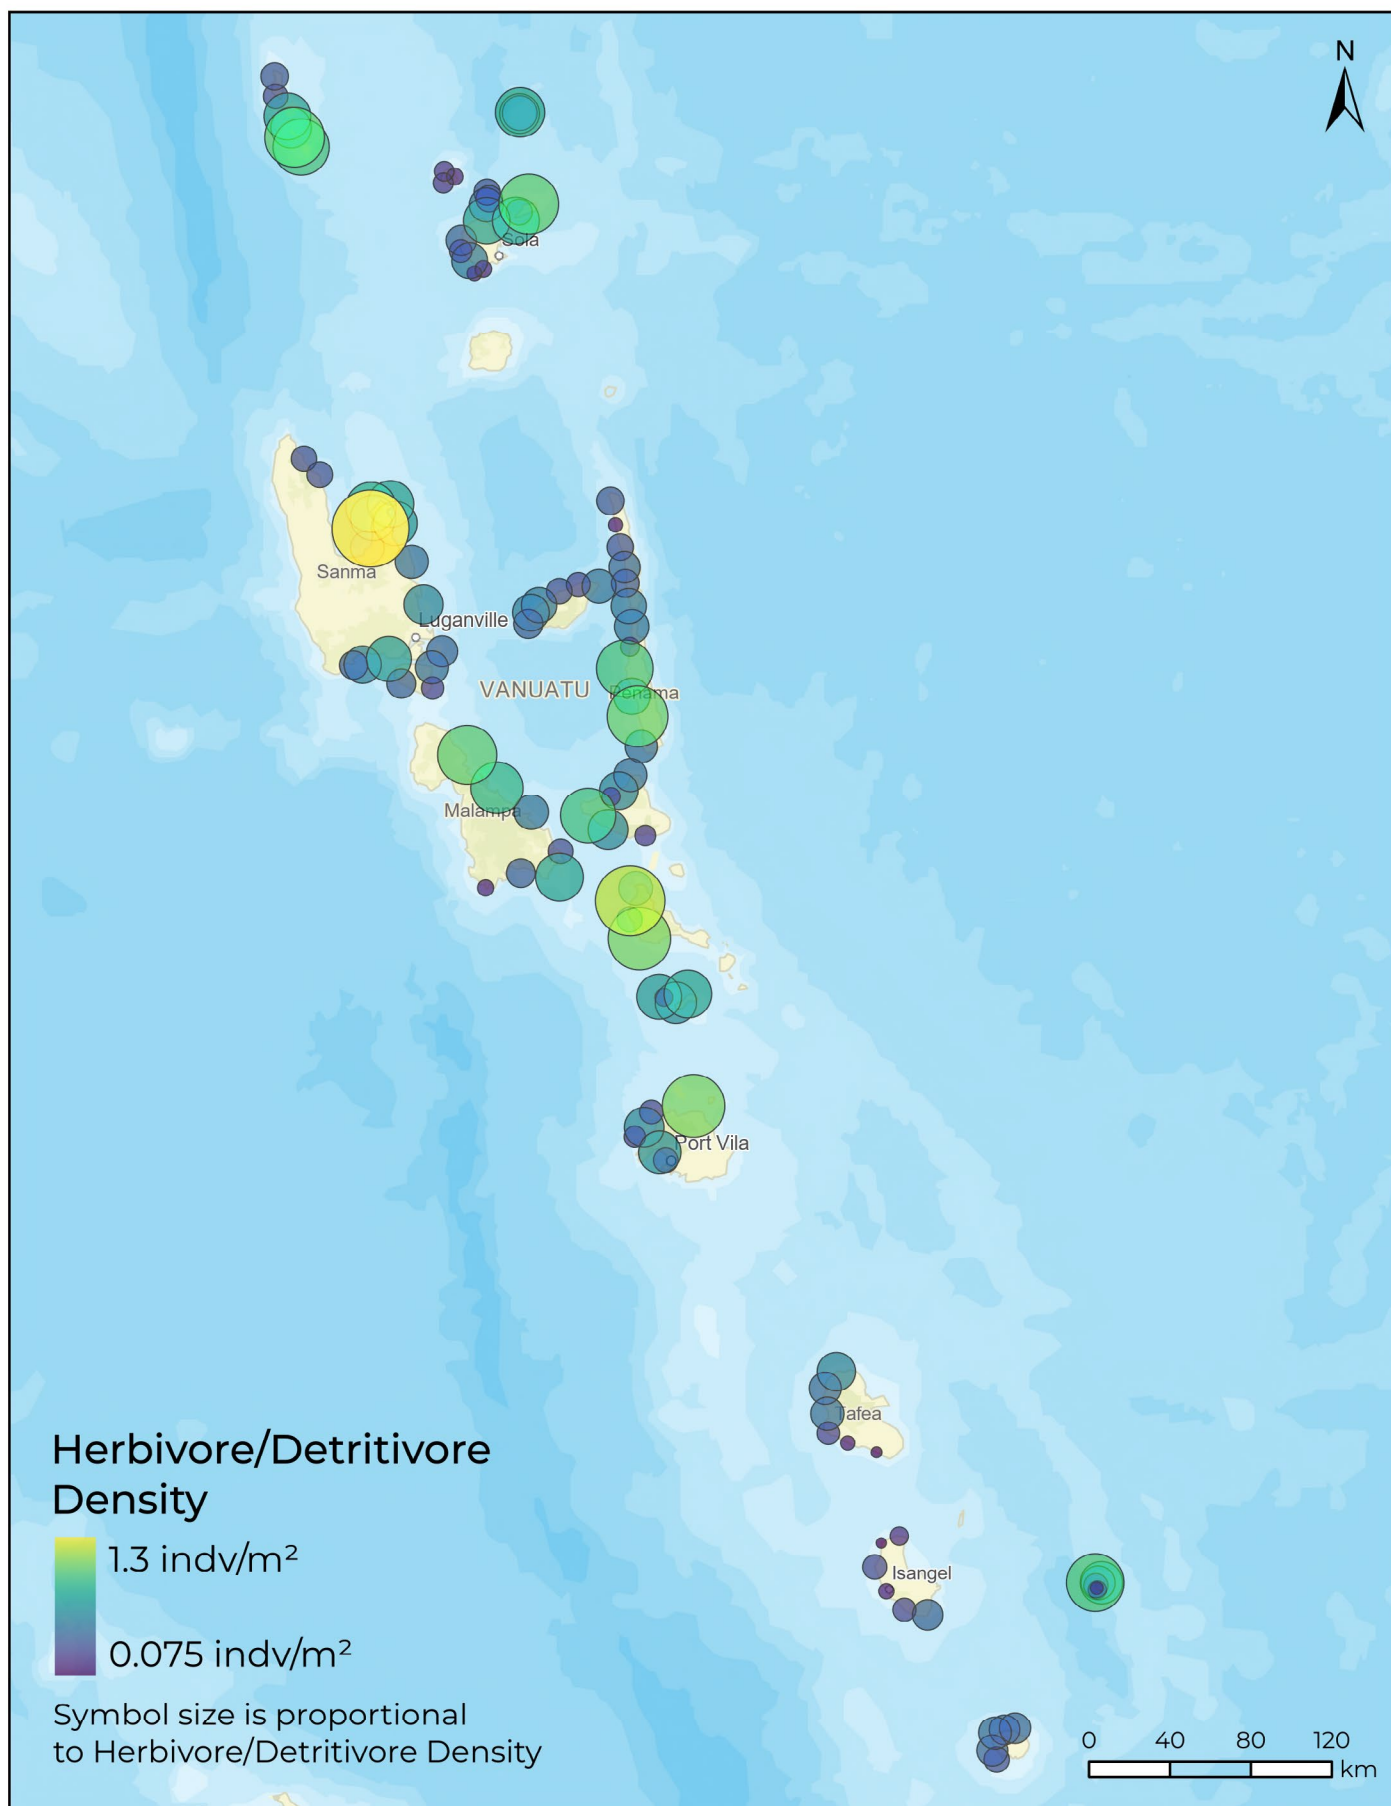 N
Sola
Sanma
Luganville
VANUATU
Penama
Malampa
Port Vila
Tafea
Isangel
Herbivore/Detritivore
Density
1.3 indv/m²
0.075 indv/m²
Symbol size is proportional
to Herbivore/Detritivore Density
0 40 80 120
km